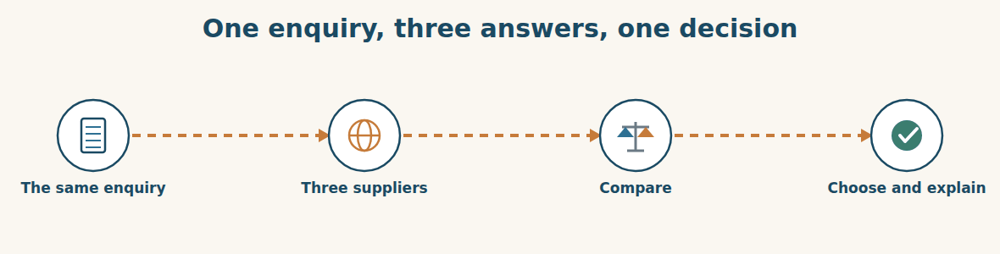 One enquiry, three answers, one decision
The same enquiry
Three suppliers
Compare
Choose and explain